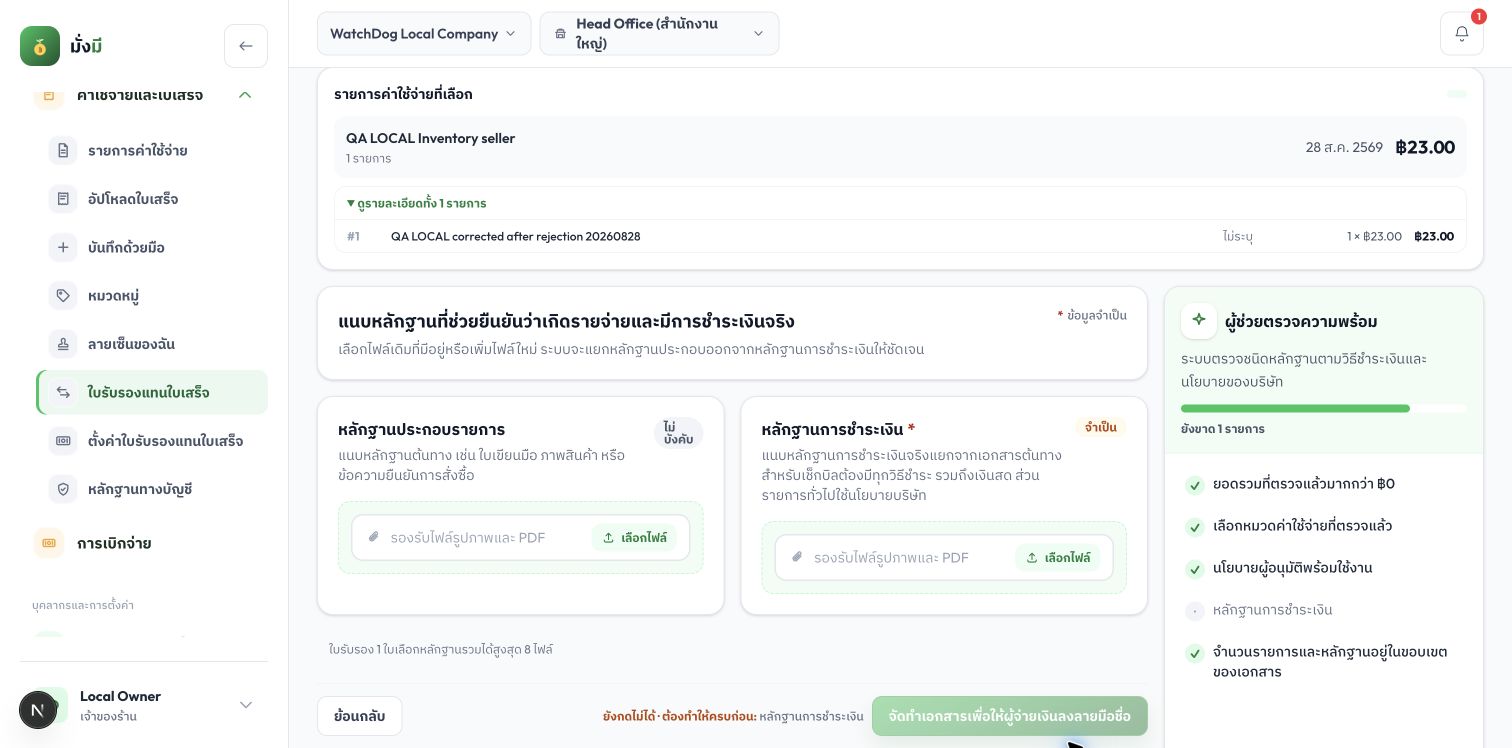 มั่งมี
WatchDog Local Company
Head Office (สำนักงาน
ใหญ่)
1
ค่าใช้จ่ายและใบเสร็จ
รายการค่าใช้จ่าย
อัปโหลดใบเสร็จ
บันทึกด้วยมือ
หมวดหมู่
ลายเซ็นของฉัน
ใบรับรองแทนใบเสร็จ
ตั้งค่าใบรับรองแทนใบเสร็จ
หลักฐานทางบัญชี
การเบิกจ่าย
บุคลากรและการตั้งค่า
Local Owner
เจ้าของร้าน
N
รายการค่าใช้จ่ายที่เลือก
QA LOCAL Inventory seller
1 รายการ
28 ส.ค. 2569 ฿23.00
▼ ดูรายละเอียดทั้ง 1 รายการ
#1 QA LOCAL corrected after rejection 20260828 ไม่ระบุ 1 × ฿23.00 ฿23.00
แนบหลักฐานที่ช่วยยืนยันว่าเกิดรายจ่ายและมีการชำระเงินจริง
* ข้อมูลจำเป็น
เลือกไฟล์เดิมที่มีอยู่หรือเพิ่มไฟล์ใหม่ ระบบจะแยกหลักฐานประกอบออกจากหลักฐานการชำระเงินให้ชัดเจน
หลักฐานประกอบรายการ
ไม่
บังคับ
แนบหลักฐานต้นทาง เช่น ใบเขียนมือ ภาพสินค้า หรือ
ข้อความยืนยันการสั่งซื้อ
รองรับไฟล์รูปภาพและ PDF
เลือกไฟล์
หลักฐานการชำระเงิน *
จำเป็น
แนบหลักฐานการชำระเงินจริงแยกจากเอกสารต้นทาง
สำหรับเช็กบิลต้องมีทุกวิธีชำระ รวมถึงเงินสด ส่วน
รายการทั่วไปใช้นโยบายบริษัท
รองรับไฟล์รูปภาพและ PDF
เลือกไฟล์
ใบรับรอง 1 ใบเลือกหลักฐานรวมได้สูงสุด 8 ไฟล์
ย้อนกลับ
ยังกดไม่ได้ · ต้องทำให้ครบก่อน: หลักฐานการชำระเงิน
จัดทำเอกสารเพื่อให้ผู้จ่ายเงินลงลายมือชื่อ
ผู้ช่วยตรวจความพร้อม
ระบบตรวจชนิดหลักฐานตามวิธีชำระเงินและ
นโยบายของบริษัท
ยังขาด 1 รายการ
ยอดรวมที่ตรวจแล้วมากกว่า ฿0
เลือกหมวดค่าใช้จ่ายที่ตรวจแล้ว
นโยบายผู้อนุมัติพร้อมใช้งาน
หลักฐานการชำระเงิน
จำนวนรายการและหลักฐานอยู่ในขอบเขต
ของเอกสาร